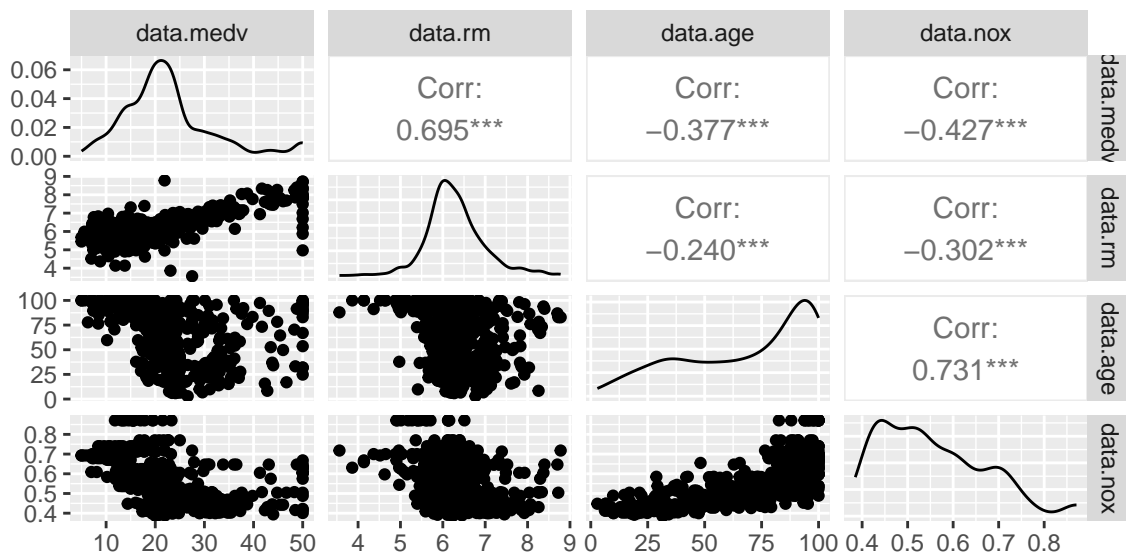 data.medv data.rm data.age data.nox
0.06
0.04
0.02
0.00
Corr:
0.695***
Corr:
−0.377***
Corr:
−0.427***
data.medv
9
8
7
6
5
4
Corr:
−0.240***
Corr:
−0.302***
data.rm
100
75
50
25
0
Corr:
0.731***
data.age
0.8
0.7
0.6
0.5
0.4
data.nox
10 20 30 40 50 4 5 6 7 8 9 0 25 50 75 100 0.4 0.5 0.6 0.7 0.8